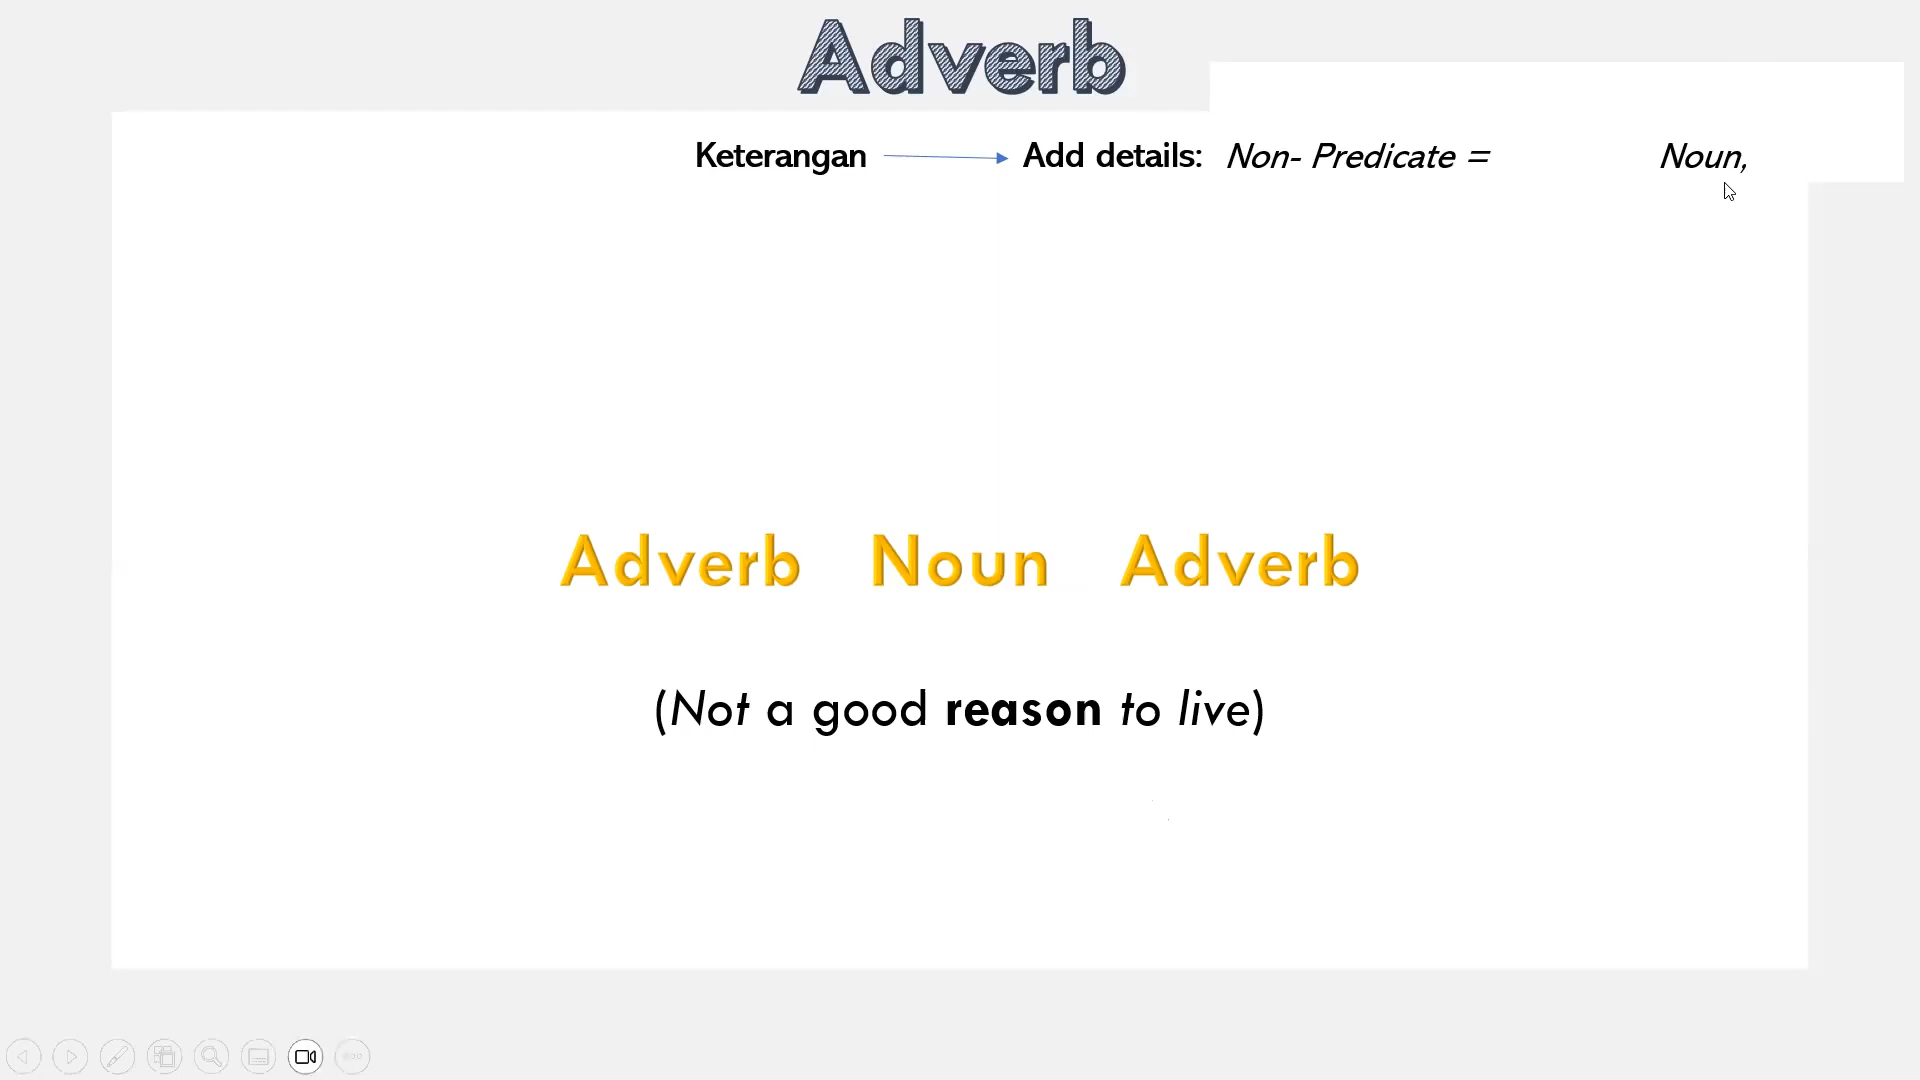 Adverb
Keterangan Add details: Non- Predicate = Noun,
Adverb Noun Adverb
(Not a good reason to live)